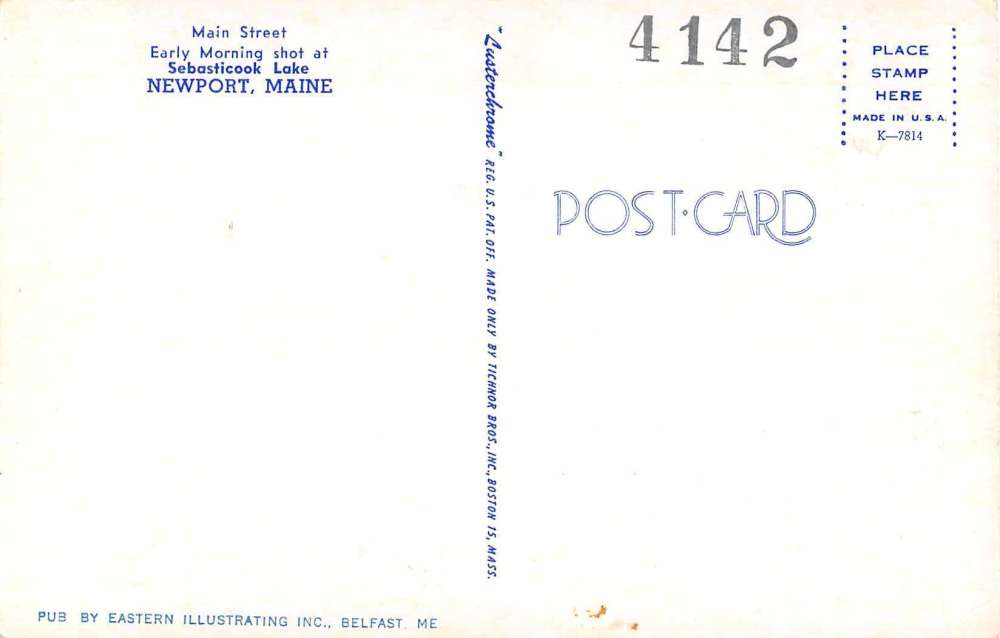 Main Street
Early Morning shot at
Sebasticook Lake
NEWPORT, MAINE
"Lusterchrome" REG. U.S. PAT. OFF. MADE ONLY BY TICHNOR BROS., INC., BOSTON 15, MASS.
4142
PLACE
STAMP
HERE
MADE IN U.S.A.
K—7814
POST·CARD
PUB BY EASTERN ILLUSTRATING INC., BELFAST. ME